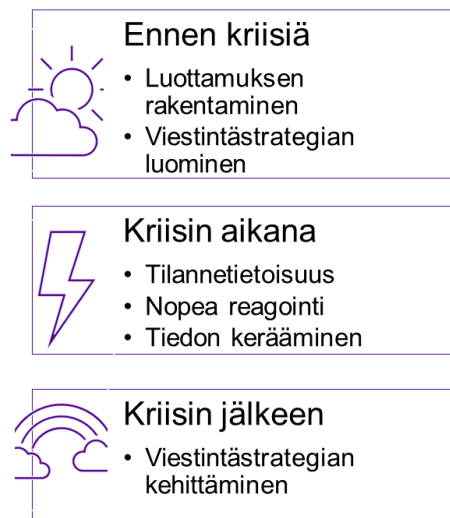 Ennen kriisiä
• Luottamuksen
rakentaminen
• Viestintästrategian
luominen
Kriisin aikana
• Tilannetietoisuus
• Nopea reagointi
• Tiedon kerääminen
Kriisin jälkeen
• Viestintästrategian
kehittäminen